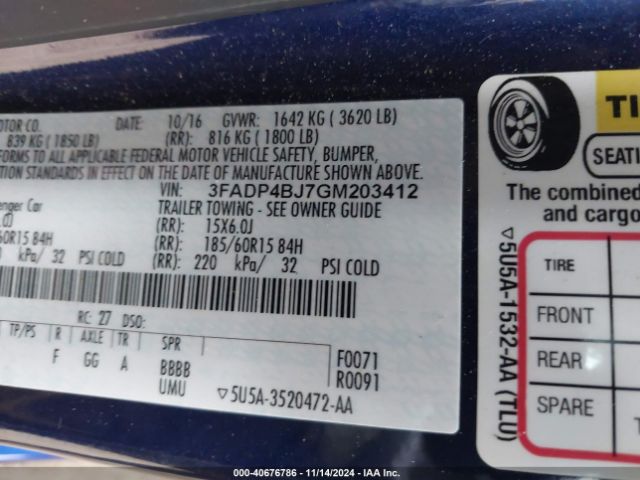 OTOR CO. DATE: 10/16 GVWR: 1642 KG ( 3620 LB)
839 KG ( 1850 LB) (RR): 816 KG ( 1800 LB)
FORMS TO ALL APPLICABLE FEDERAL MOTOR VEHICLE SAFETY, BUMPER,
STANDARDS IN EFFECT ON THE DATE OF MANUFACTURE SHOWN ABOVE.
VIN: 3FADP4BJ7GM203412
enger Car TRAILER TOWING - SEE OWNER GUIDE
.0J (RR): 15X6.0J
60R15 84H (RR): 185/60R15 84H
kPa/ 32 PSI COLD (RR): 220 kPa/ 32 PSI COLD
RC: 27 DSO:
TP/PS R AXLE TR SPR
F GG A BBBB F0071
UMU R0091
▽5U5A-3520472-AA
TI
SEATI
The combined
and cargo
TIRE
FRONT
REAR
SPARE
T
▽5U5A-1532-AA (TLU)
000-40676786 - 11/14/2024 - IAA Inc.